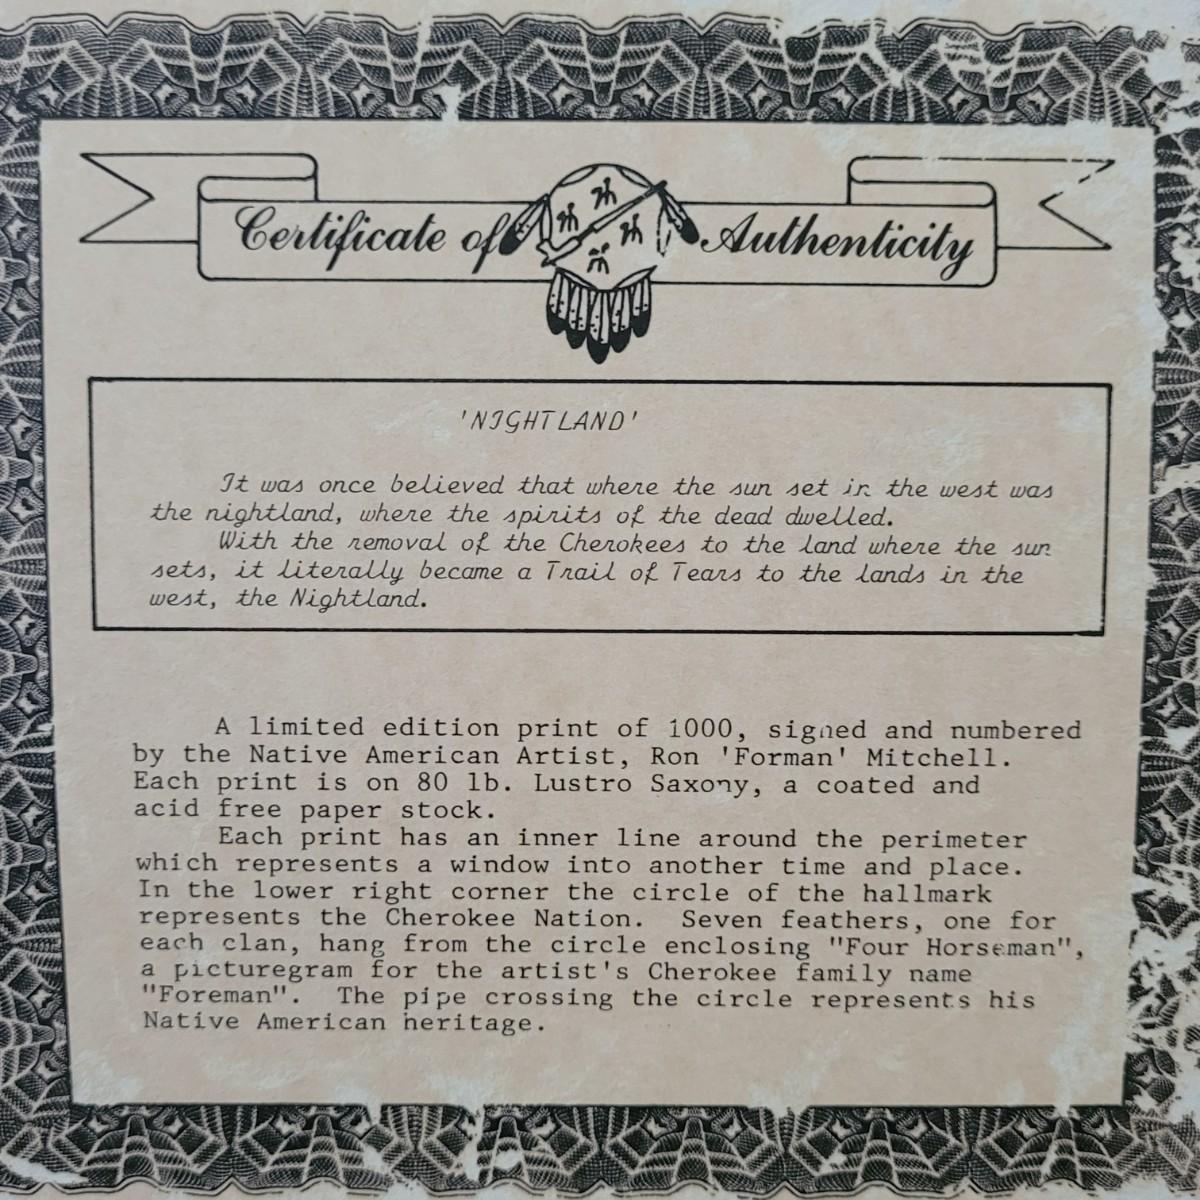 Certificate of Authenticity
'NIGHTLAND'
It was once believed that where the sun set in the west was
the nightland, where the spirits of the dead dwelled.
With the removal of the Cherokees to the land where the sun
sets, it literally became a Trail of Tears to the lands in the
west, the Nightland.
A limited edition print of 1000, signed and numbered
by the Native American Artist, Ron 'Forman' Mitchell.
Each print is on 80 lb. Lustro Saxony, a coated and
acid free paper stock.
Each print has an inner line around the perimeter
which represents a window into another time and place.
In the lower right corner the circle of the hallmark
represents the Cherokee Nation. Seven feathers, one for
each clan, hang from the circle enclosing "Four Horseman",
a picturegram for the artist's Cherokee family name
"Foreman". The pipe crossing the circle represents his
Native American heritage.